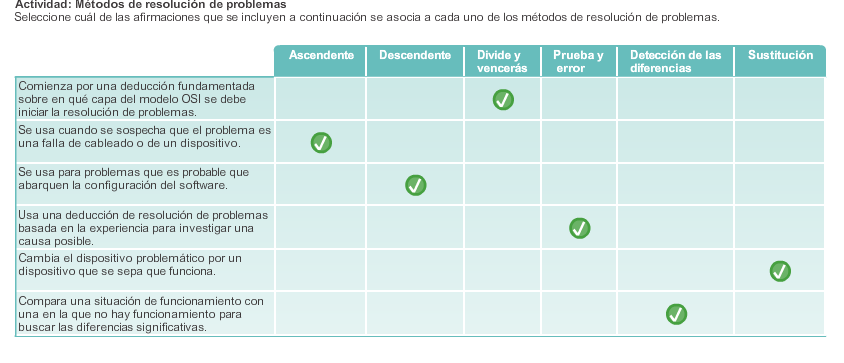 Actividad: Métodos de resolución de problemas
Seleccione cuál de las afirmaciones que se incluyen a continuación se asocia a cada uno de los métodos de resolución de problemas.
Ascendente
Descendente
Divide y
vencerás
Prueba y
error
Detección de las
diferencias
Sustitución
Comienza por una deducción fundamentada
sobre en qué capa del modelo OSI se debe
iniciar la resolución de problemas.
Se usa cuando se sospecha que el problema es
una falla de cableado o de un dispositivo.
Se usa para problemas que es probable que
abarquen la configuración del software.
Usa una deducción de resolución de problemas
basada en la experiencia para investigar una
causa posible.
Cambia el dispositivo problemático por un
dispositivo que se sepa que funciona.
Compara una situación de funcionamiento con
una en la que no hay funcionamiento para
buscar las diferencias significativas.